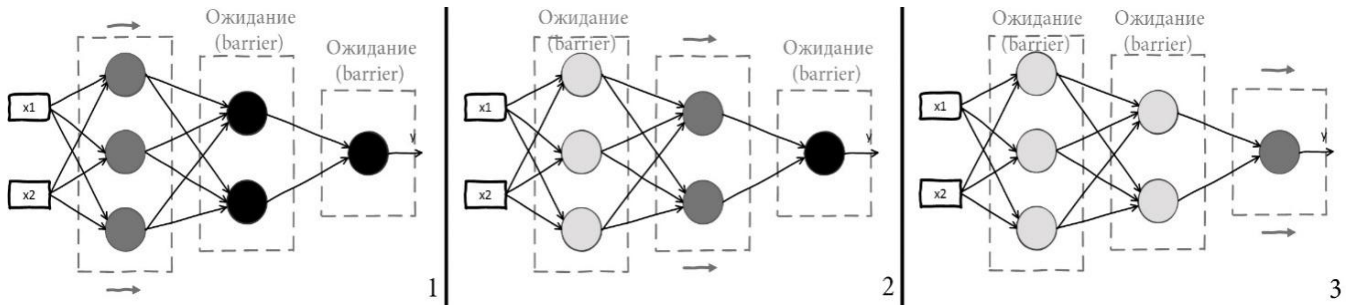 Ожидание
(barrier)
Ожидание
(barrier)
x1
x2
y
1
Ожидание
(barrier)
Ожидание
(barrier)
x1
x2
y
2
Ожидание
(barrier)
Ожидание
(barrier)
x1
x2
y
3